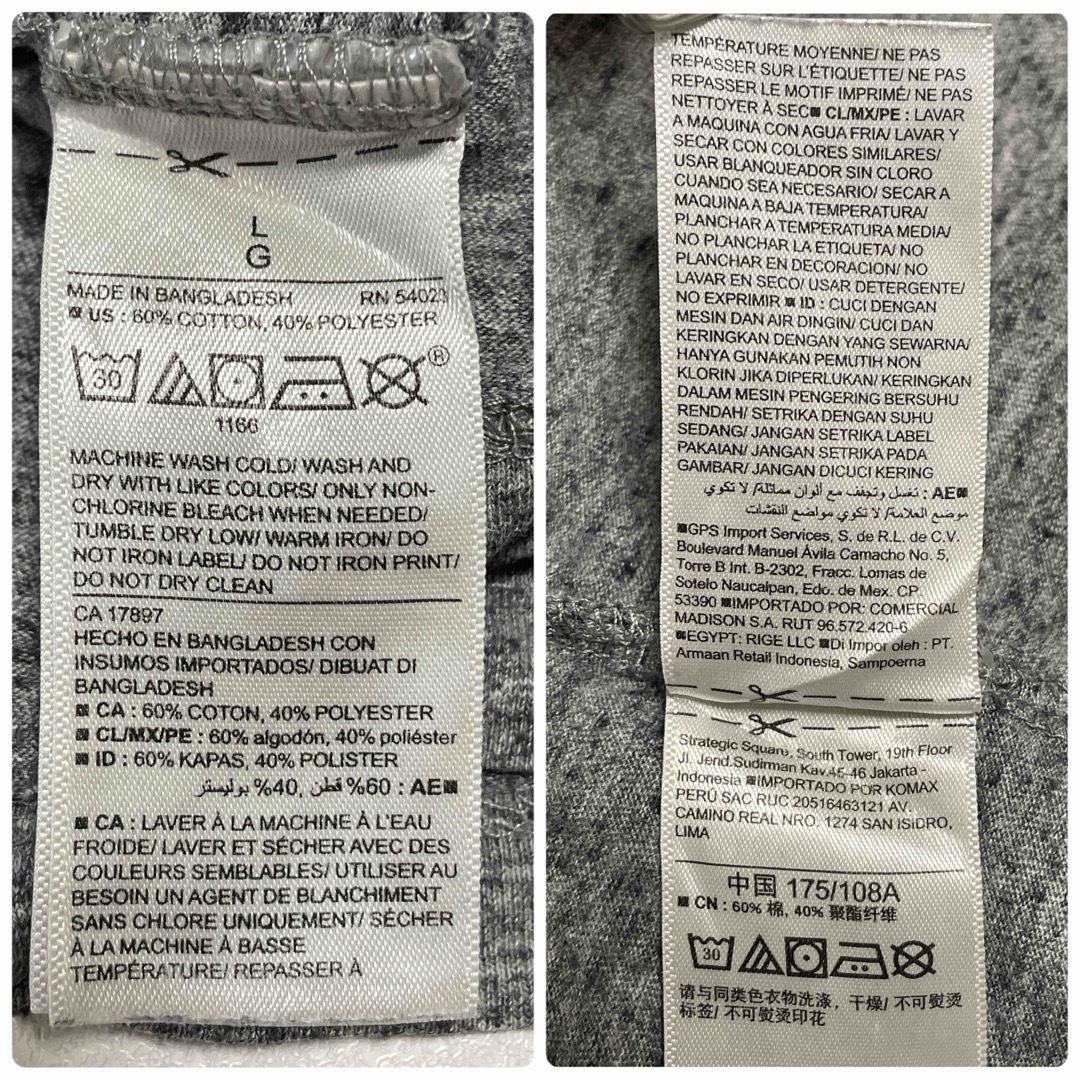 L
G
MADE IN BANGLADESH RN 54023
US : 60% COTTON, 40% POLYESTER
30
®
1166
MACHINE WASH COLD/ WASH AND
DRY WITH LIKE COLORS/ ONLY NON-
CHLORINE BLEACH WHEN NEEDED/
TUMBLE DRY LOW/ WARM IRON/ DO
NOT IRON LABEL/ DO NOT IRON PRINT/
DO NOT DRY CLEAN
CA 17897
HECHO EN BANGLADESH CON
INSUMOS IMPORTADOS/ DIBUAT DI
BANGLADESH
CA : 60% COTON, 40% POLYESTER
CL/MX/PE : 60% algodón, 40% poliéster
ID : 60% KAPAS, 40% POLISTER
AE : 60% قطن, 40% بوليستر
CA : LAVER À LA MACHINE À L'EAU
FROIDE/ LAVER ET SÉCHER AVEC DES
COULEURS SEMBLABLES/ UTILISER AU
BESOIN UN AGENT DE BLANCHIMENT
SANS CHLORE UNIQUEMENT/ SÉCHER
À LA MACHINE À BASSE
TEMPÉRATURE/ REPASSER À
TEMPÉRATURE MOYENNE/ NE PAS
REPASSER SUR L'ÉTIQUETTE/ NE PAS
REPASSER LE MOTIF IMPRIMÉ/ NE PAS
NETTOYER À SEC CL/MX/PE : LAVAR
A MAQUINA CON AGUA FRIA/ LAVAR Y
SECAR CON COLORES SIMILARES/
USAR BLANQUEADOR SIN CLORO
CUANDO SEA NECESARIO/ SECAR A
MAQUINA A BAJA TEMPERATURA/
PLANCHAR A TEMPERATURA MEDIA/
NO PLANCHAR LA ETIQUETA/ NO
PLANCHAR EN DECORACION/ NO
LAVAR EN SECO/ USAR DETERGENTE/
NO EXPRIMIR ID : CUCI DENGAN
MESIN DAN AIR DINGIN/ CUCI DAN
KERINGKAN DENGAN YANG SEWARNA/
HANYA GUNAKAN PEMUTIH NON
KLORIN JIKA DIPERLUKAN/ KERINGKAN
DALAM MESIN PENGERING BERSUHU
RENDAH/ SETRIKA DENGAN SUHU
SEDANG/ JANGAN SETRIKA LABEL
PAKAIAN/ JANGAN SETRIKA PADA
GAMBAR/ JANGAN DICUCI KERING
AE : تغسل وتجفف مع ألوان مماثلة/ لا تكوي
موضع العلامة/ لا تكوي مواضع النقشات
GPS Import Services, S. de R.L. de C.V.
Boulevard Manuel Ávila Camacho No. 5,
Torre B Int. B-2302, Fracc. Lomas de
Sotelo Naucalpan, Edo. de Mex. CP.
53390 IMPORTADO POR: COMERCIAL
MADISON S.A. RUT 96.572.420-6
EGYPT: RIGE LLC Di Impor oleh : PT.
Armaan Retail Indonesia, Sampoerna
Strategic Square, South Tower, 19th Floor
Jl. Jend.Sudirman Kav.45-46 Jakarta -
Indonesia IMPORTADO POR KOMAX
PERÚ SAC RUC 20516463121 AV.
CAMINO REAL NRO. 1274 SAN ISIDRO,
LIMA
中国 175/108A
CN : 60% 棉, 40% 聚酯纤维
30
请与同类色衣物洗涤，干燥/ 不可熨烫
标签/ 不可熨烫印花